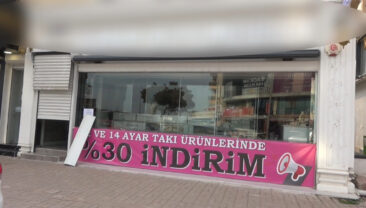 VE 14 AYAR TAKI ÜRÜNLERİNDE
%30 İNDİRİM